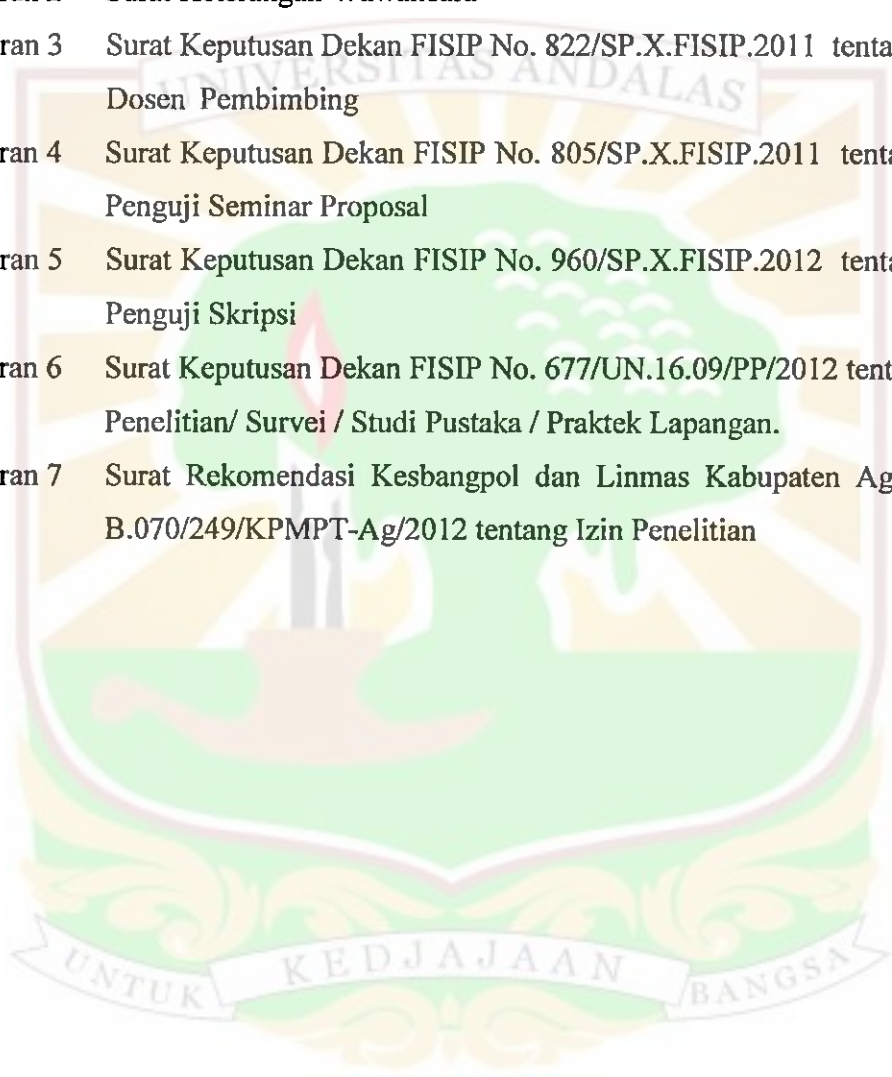 ran 3 Surat Keputusan Dekan FISIP No. 822/SP.X.FISIP.2011 tenta
Dosen Pembimbing
ran 4 Surat Keputusan Dekan FISIP No. 805/SP.X.FISIP.2011 tenta
Penguji Seminar Proposal
ran 5 Surat Keputusan Dekan FISIP No. 960/SP.X.FISIP.2012 tenta
Penguji Skripsi
ran 6 Surat Keputusan Dekan FISIP No. 677/UN.16.09/PP/2012 tent
Penelitian/ Survei / Studi Pustaka / Praktek Lapangan.
ran 7 Surat Rekomendasi Kesbangpol dan Linmas Kabupaten Ag
B.070/249/KPMPT-Ag/2012 tentang Izin Penelitian
UNIVERSITAS ANDALAS
UNTUK KEDJAJAAN BANGSA